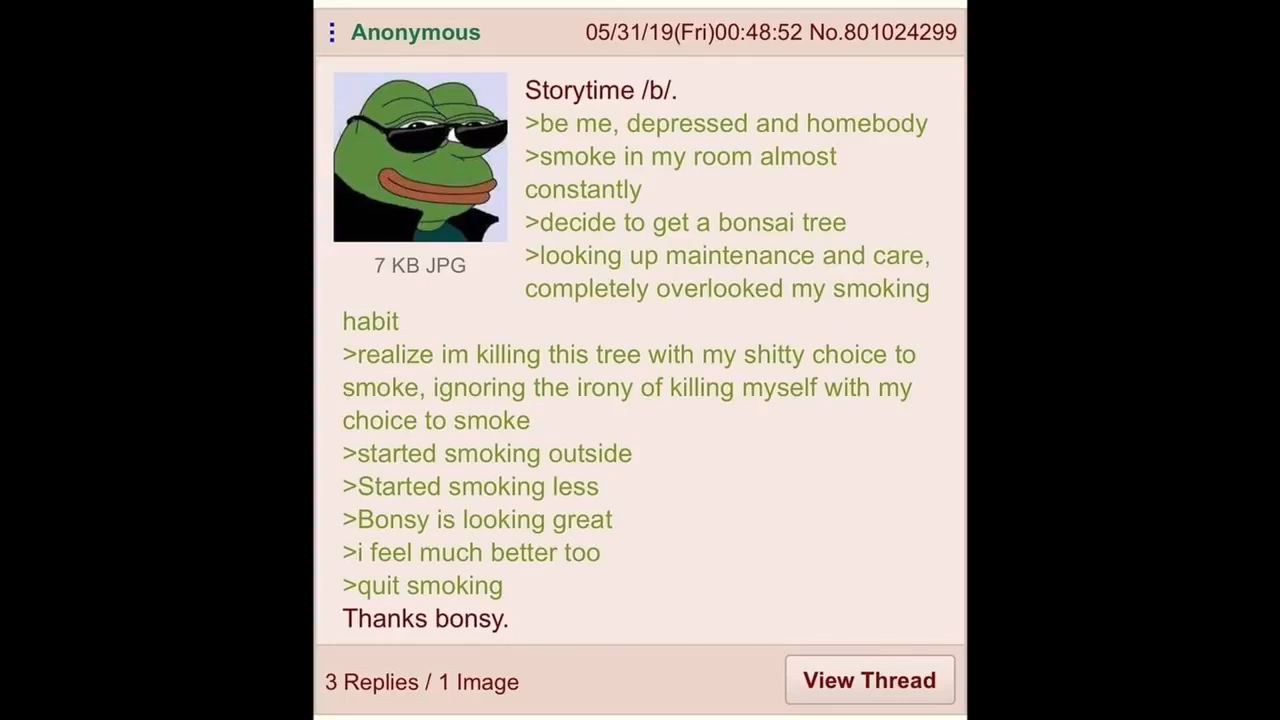 Anonymous 05/31/19(Fri)00:48:52 No.801024299
Storytime /b/.
>be me, depressed and homebody
>smoke in my room almost
constantly
>decide to get a bonsai tree
>looking up maintenance and care,
completely overlooked my smoking
7 KB JPG
habit
>realize im killing this tree with my shitty choice to
smoke, ignoring the irony of killing myself with my
choice to smoke
>started smoking outside
>Started smoking less
>Bonsy is looking great
>i feel much better too
>quit smoking
Thanks bonsy.
3 Replies / 1 Image
View Thread